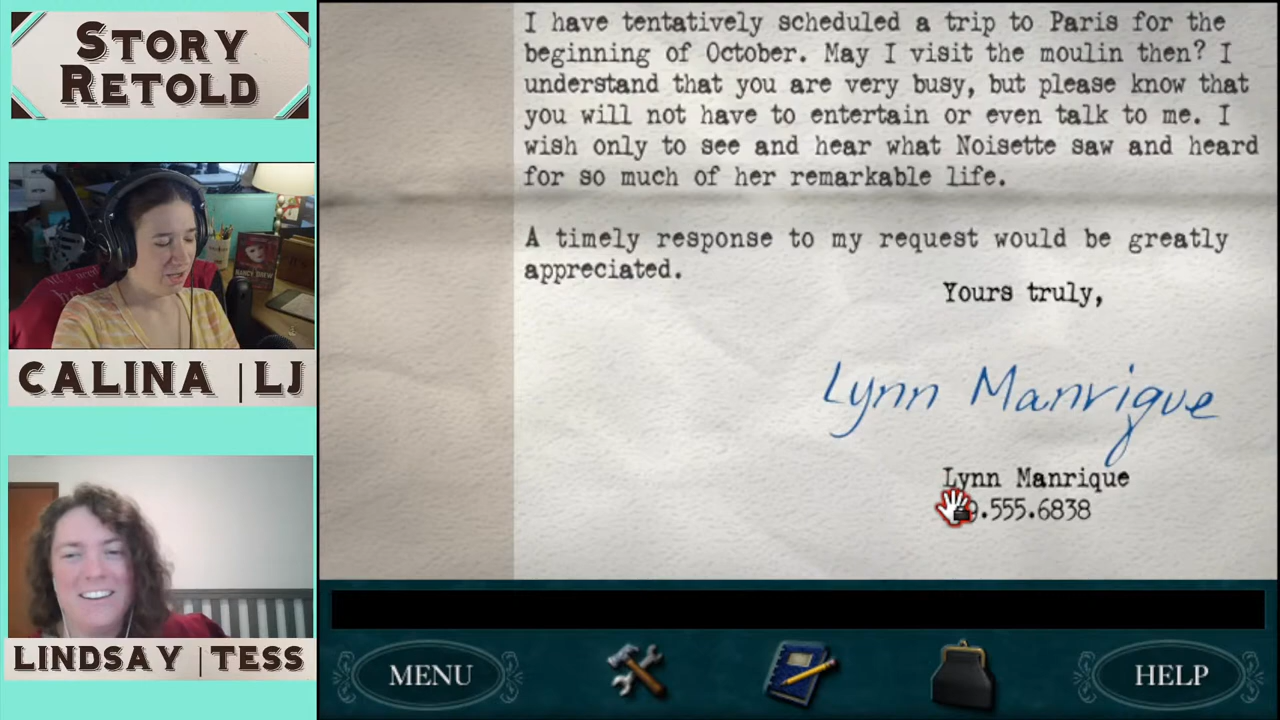 STORY
RETOLD
CALINA | LJ
LINDSAY | TESS
I have tentatively scheduled a trip to Paris for the
beginning of October. May I visit the moulin then? I
understand that you are very busy, but please know that
you will not have to entertain or even talk to me. I
wish only to see and hear what Noisette saw and heard
for so much of her remarkable life.
A timely response to my request would be greatly
appreciated.
Yours truly,
Lynn Manrique
Lynn Manrique
.555.6838
MENU
HELP
NANCY DREW